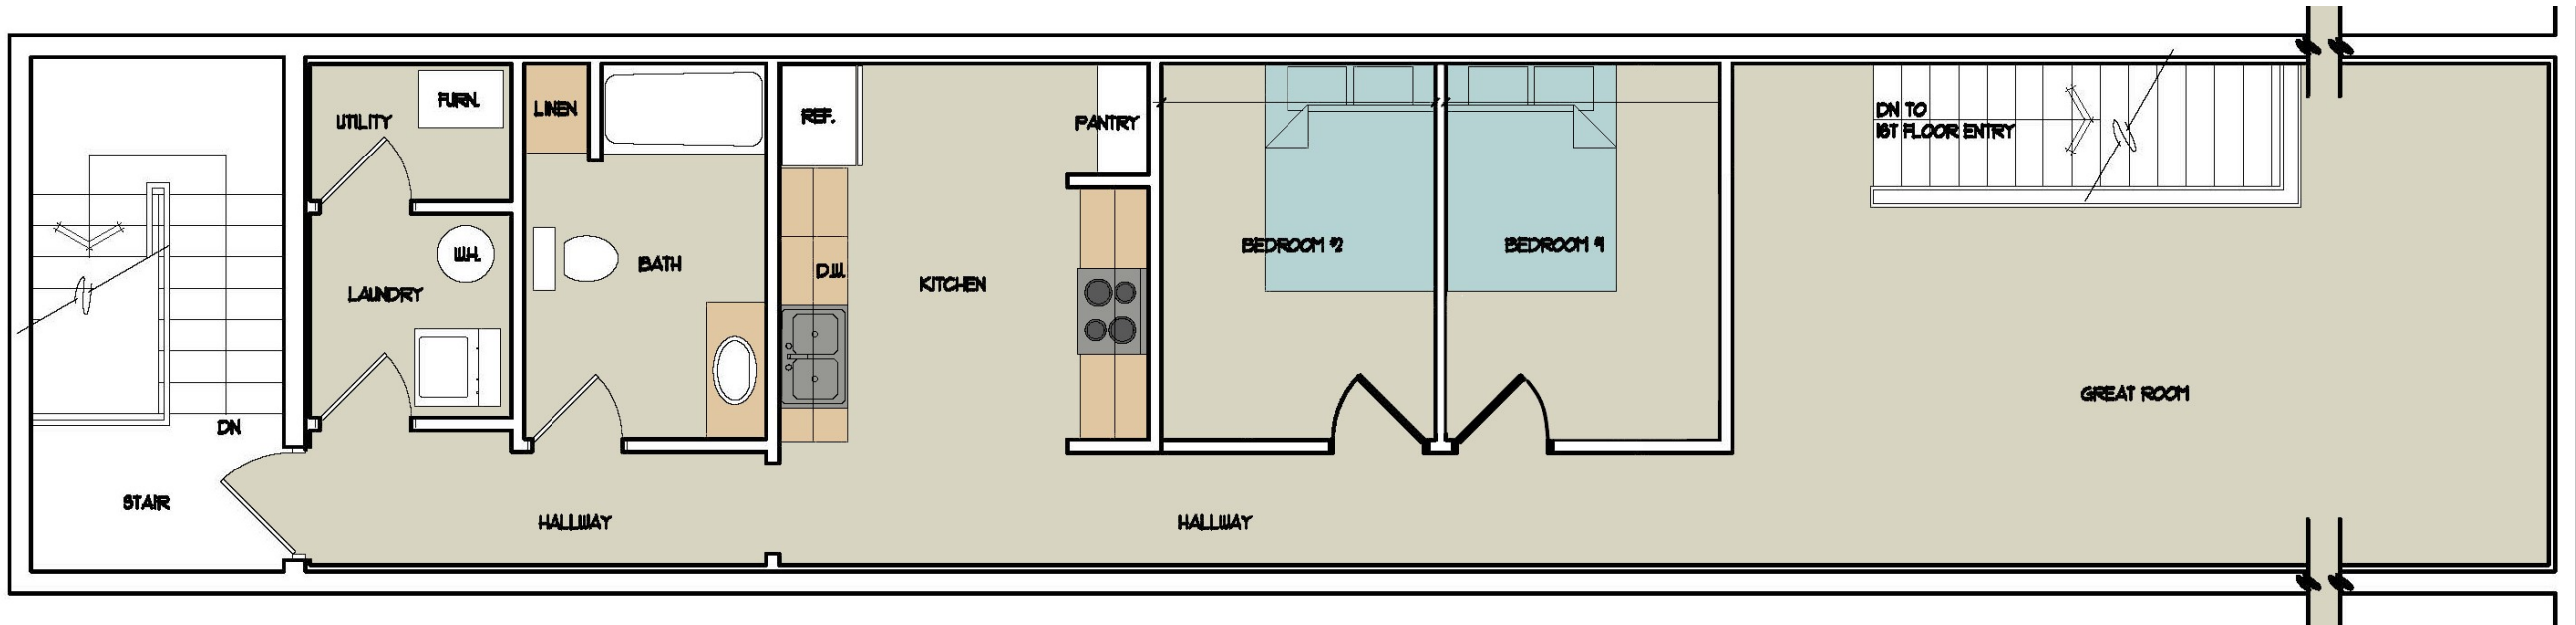 UTILITY
FURN.
LINEN
REF.
PANTRY
DN TO
1ST FLOOR ENTRY
W.H.
LAUNDRY
BATH
D.W.
KITCHEN
BEDROOM #2
BEDROOM #1
GREAT ROOM
DN
STAIR
HALLWAY
HALLWAY